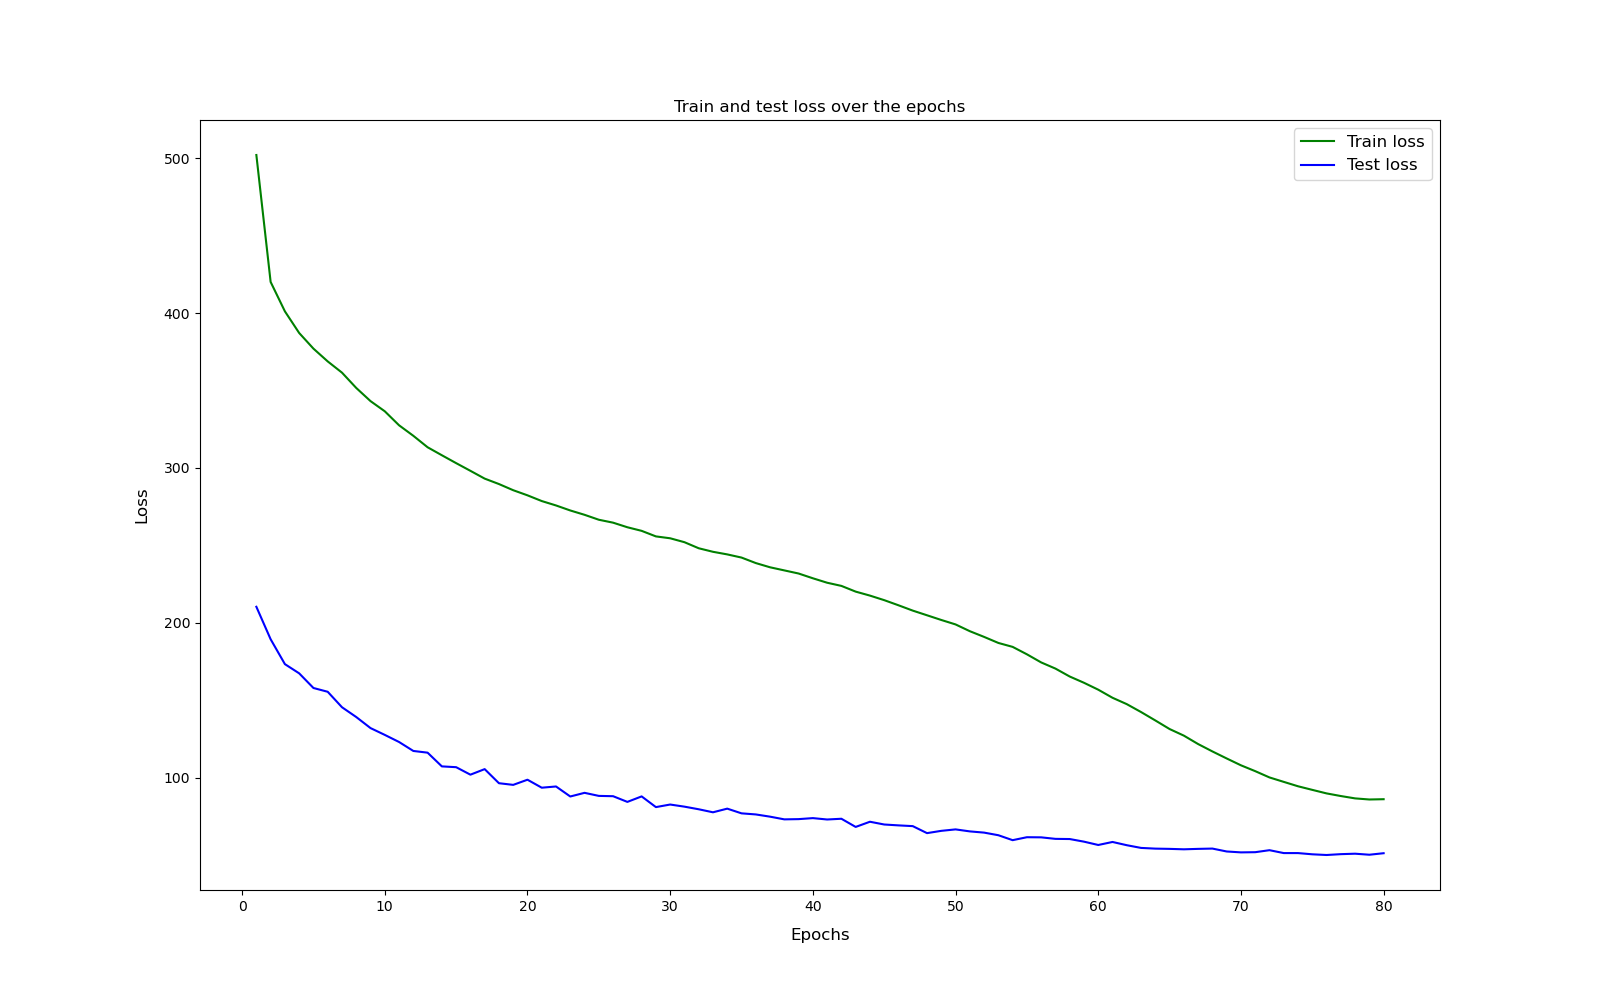 Train and test loss over the epochs
Train loss
Test loss
500
400
300
200
100
Loss
0 10 20 30 40 50 60 70 80
Epochs